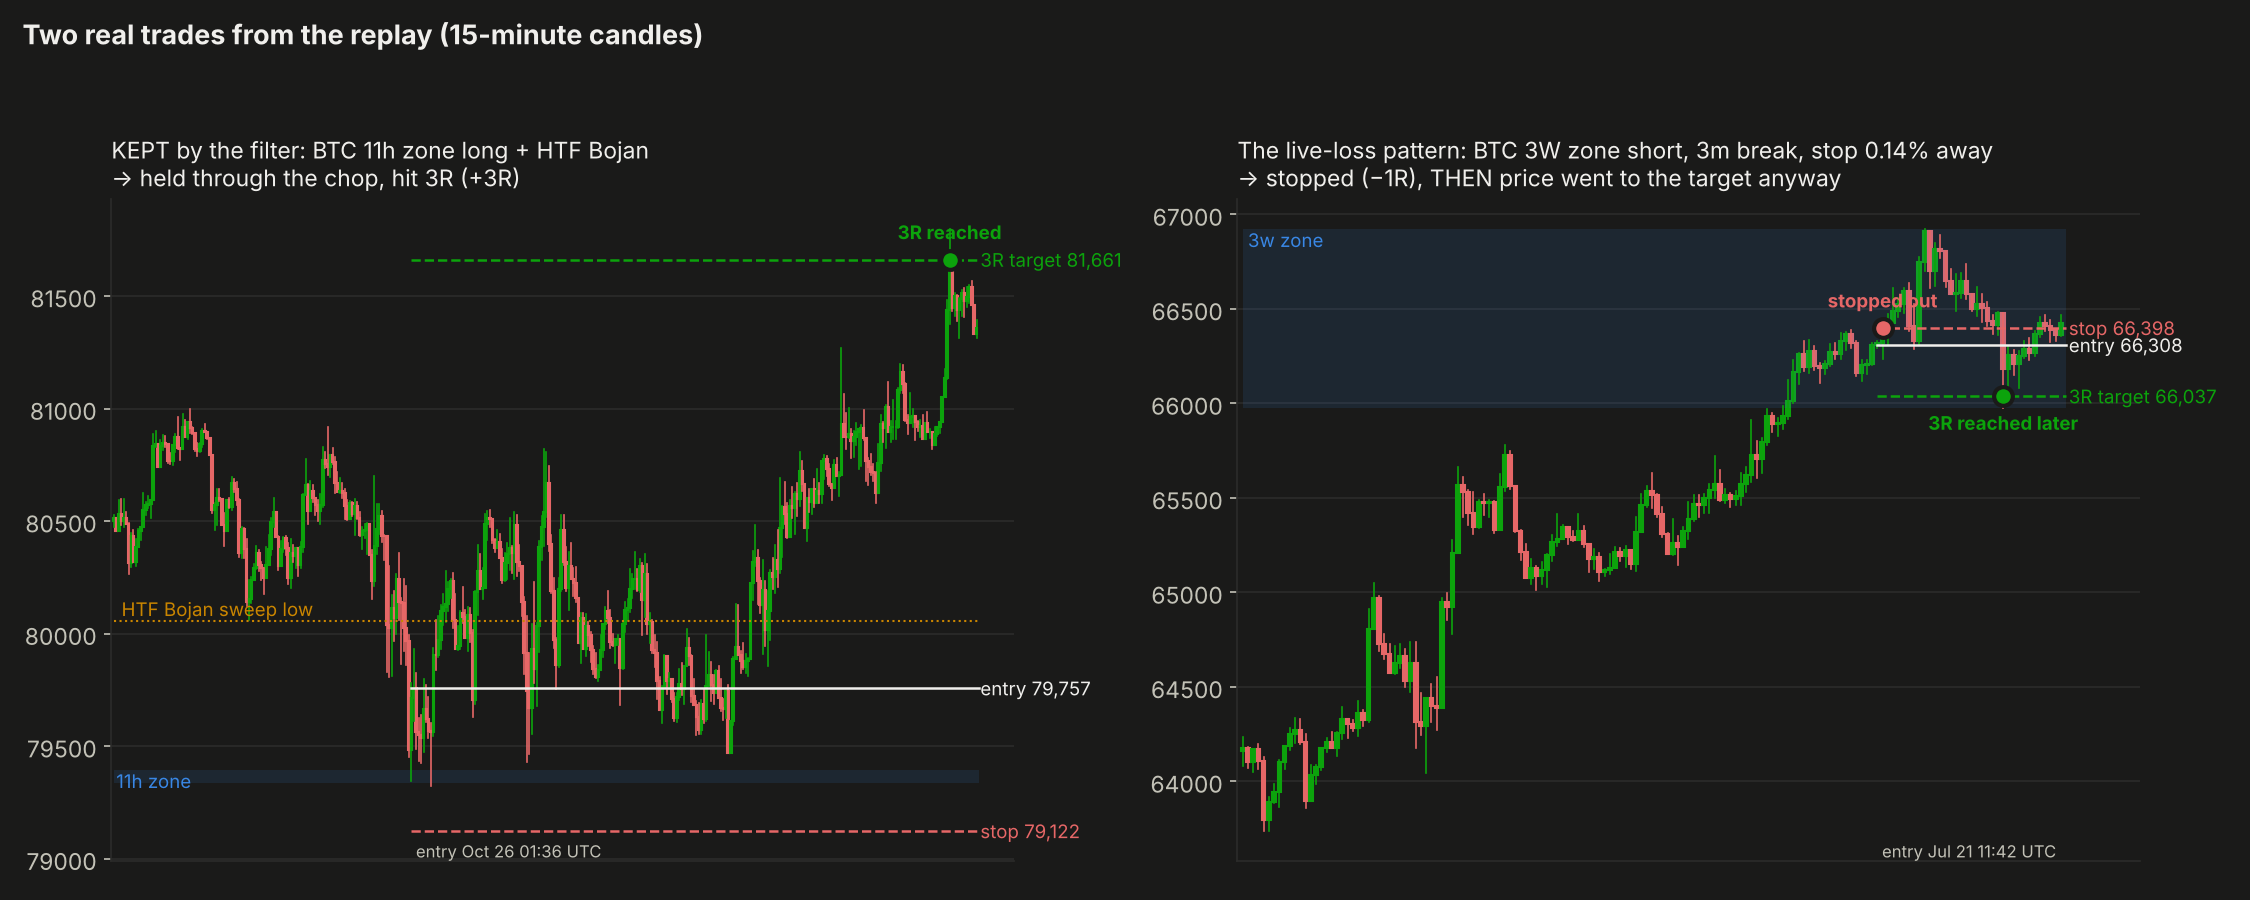 Two real trades from the replay (15-minute candles)
KEPT by the filter: BTC 11h zone long + HTF Bojan
→ held through the chop, hit 3R (+3R)
3R reached
3R target 81,661
81500
81000
80500
HTF Bojan sweep low
80000
entry 79,757
79500
11h zone
stop 79,122
entry Oct 26 01:36 UTC
79000
The live-loss pattern: BTC 3W zone short, 3m break, stop 0.14% away
→ stopped (−1R), THEN price went to the target anyway
67000
3w zone
stopped out
66500
stop 66,398
entry 66,308
3R target 66,037
66000
3R reached later
65500
65000
64500
64000
entry Jul 21 11:42 UTC